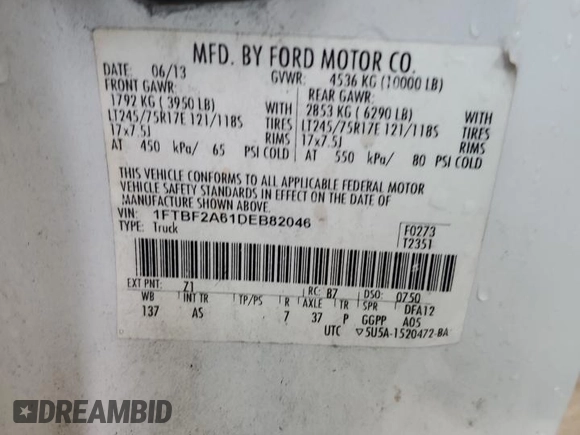 MFD. BY FORD MOTOR CO.
DATE: 06/13 GVWR: 4536 KG (10000 LB)
FRONT GAWR: REAR GAWR:
1792 KG ( 3950 LB) 2853 KG ( 6290 LB)
LT245/75R17E 121/118S TIRES LT245/75R17E 121/118S TIRES
17x7.5J RIMS 17x7.5J RIMS
AT 450 kPa/ 65 PSI COLD AT 550 kPa/ 80 PSI COLD
THIS VEHICLE CONFORMS TO ALL APPLICABLE FEDERAL MOTOR
VEHICLE SAFETY STANDARDS IN EFFECT ON THE DATE OF
MANUFACTURE SHOWN ABOVE.
VIN: 1FTBF2A61DEB82046
TYPE: Truck
F0273
T2351
EXT PNT: Z1 RC: 87 DSO: 0750
WB INT TR TP/PS R AXLE TR SPR DFA12
137 AS 7 37 P GGPP A05
UTC ▽5U5A-1520472-BA
DREAMBID